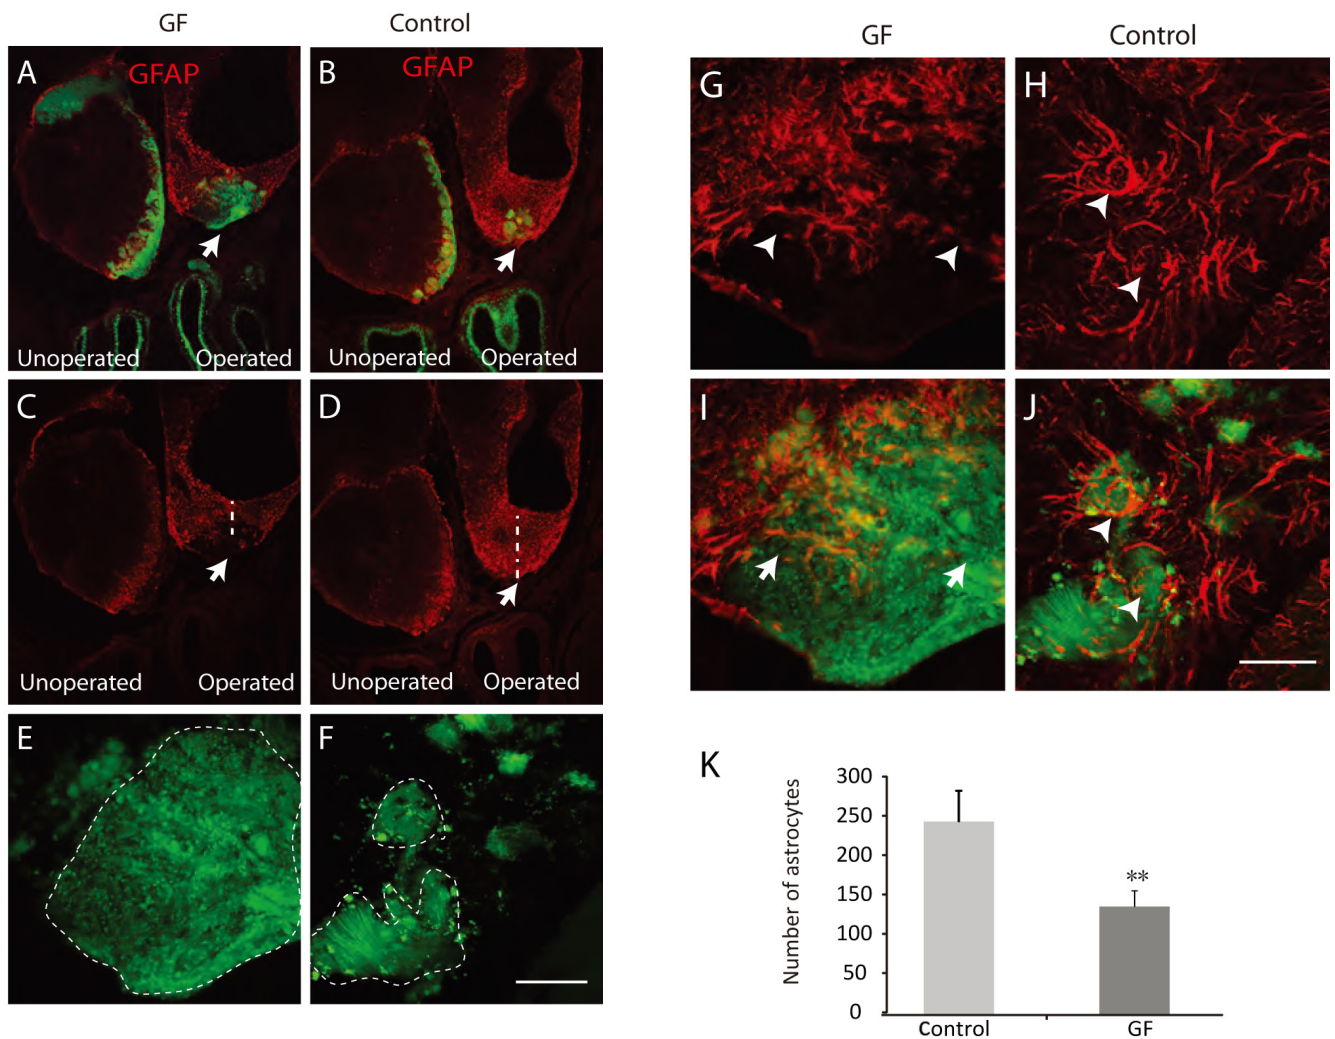 GF Control
A GFAP
B GFAP
Unoperated Operated
Unoperated Operated
C
D
Unoperated Operated
Unoperated Operated
E
F
GF Control
G
H
I
J
K
Number of astrocytes
300
250
200
150
100
50
0
**
Control GF